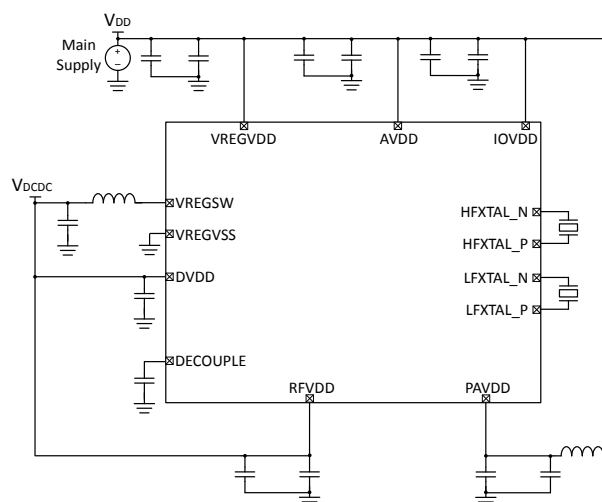 VDD
Main
Supply
+
−
VREGVDD
AVDD
IOVDD
VDCDC
VREGSW
VREGVSS
DVDD
DECOUPLE
HFXTAL_N
HFXTAL_P
LFXTAL_N
LFXTAL_P
RFVDD
PAVDD